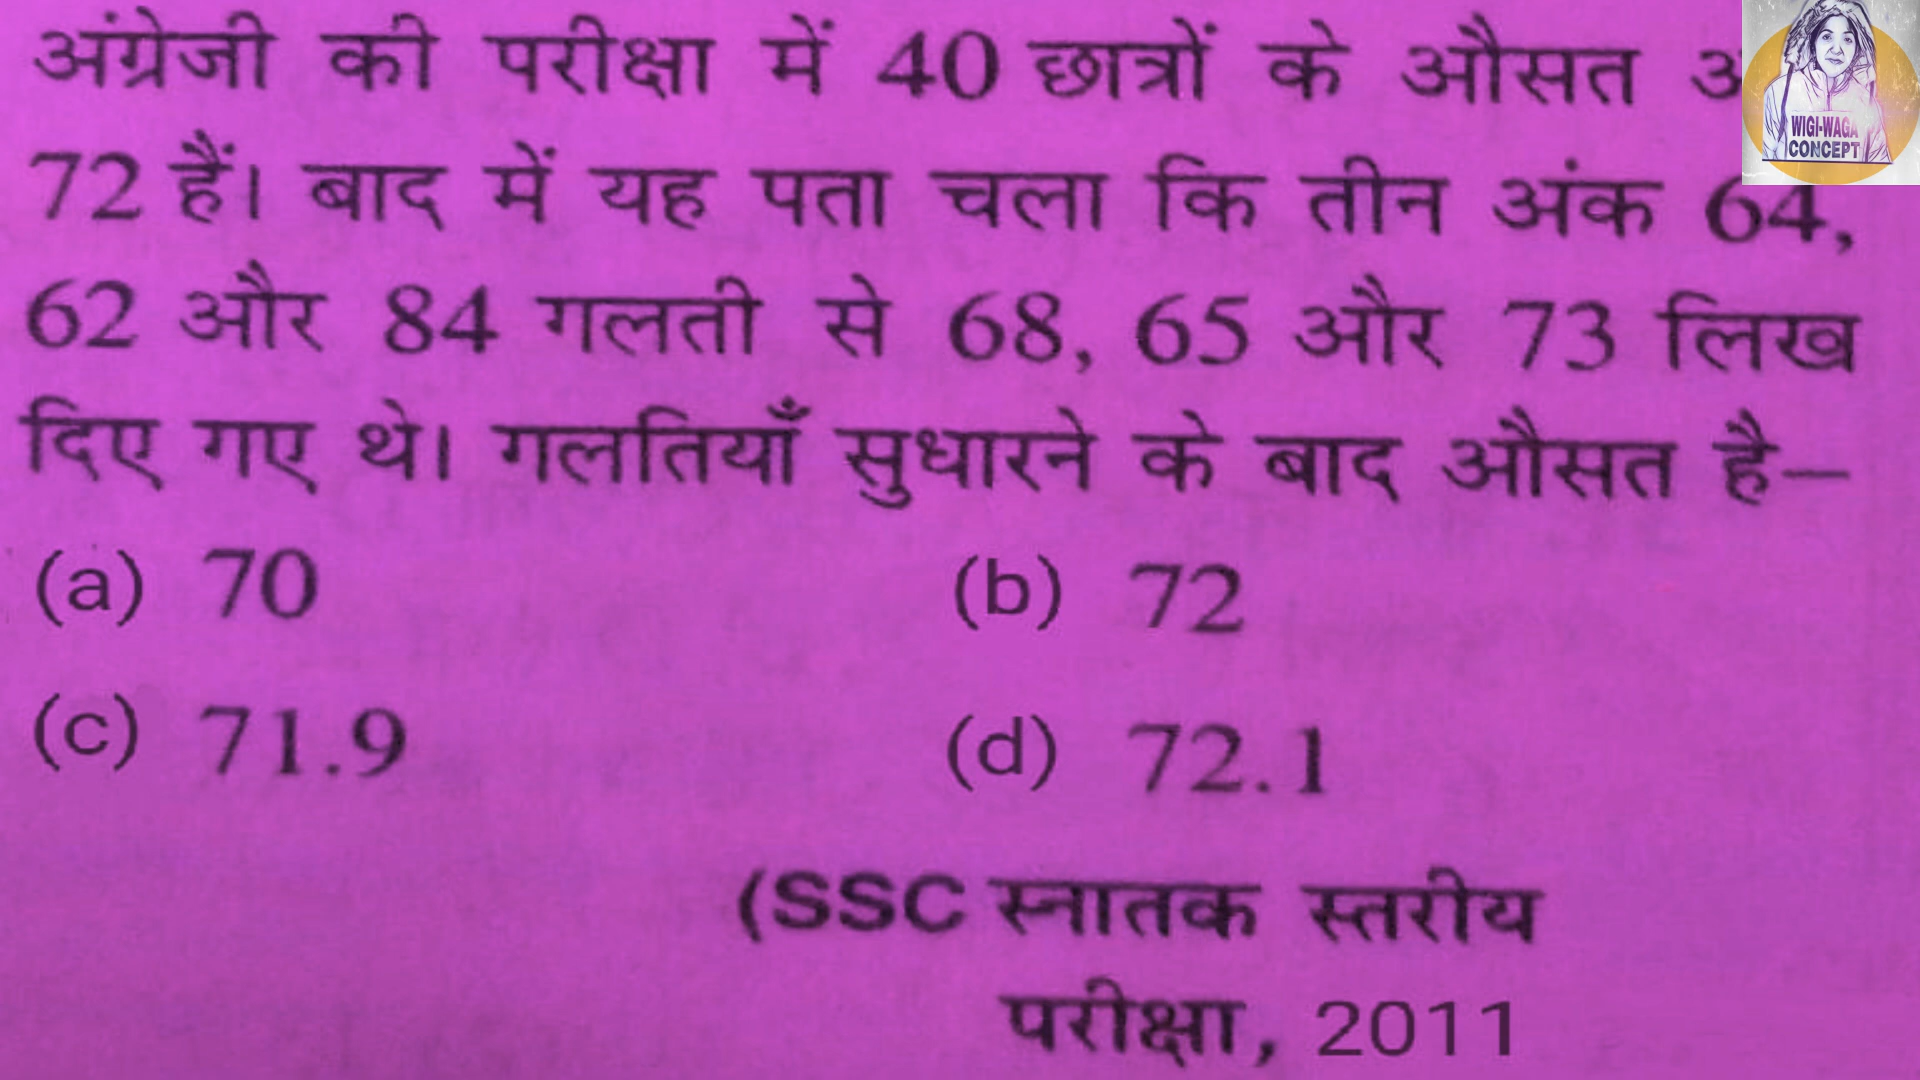 अंग्रेजी की परीक्षा में 40 छात्रों के औसत
72 हैं। बाद में यह पता चला कि तीन अंक 64,
62 और 84 गलती से 68, 65 और 73 लिख
दिए गए थे। गलतियाँ सुधारने के बाद औसत है—
(a) 70 (b) 72
(c) 71.9 (d) 72.1
(SSC स्नातक स्तरीय
परीक्षा, 2011
WIGI-WAGA
CONCEPT